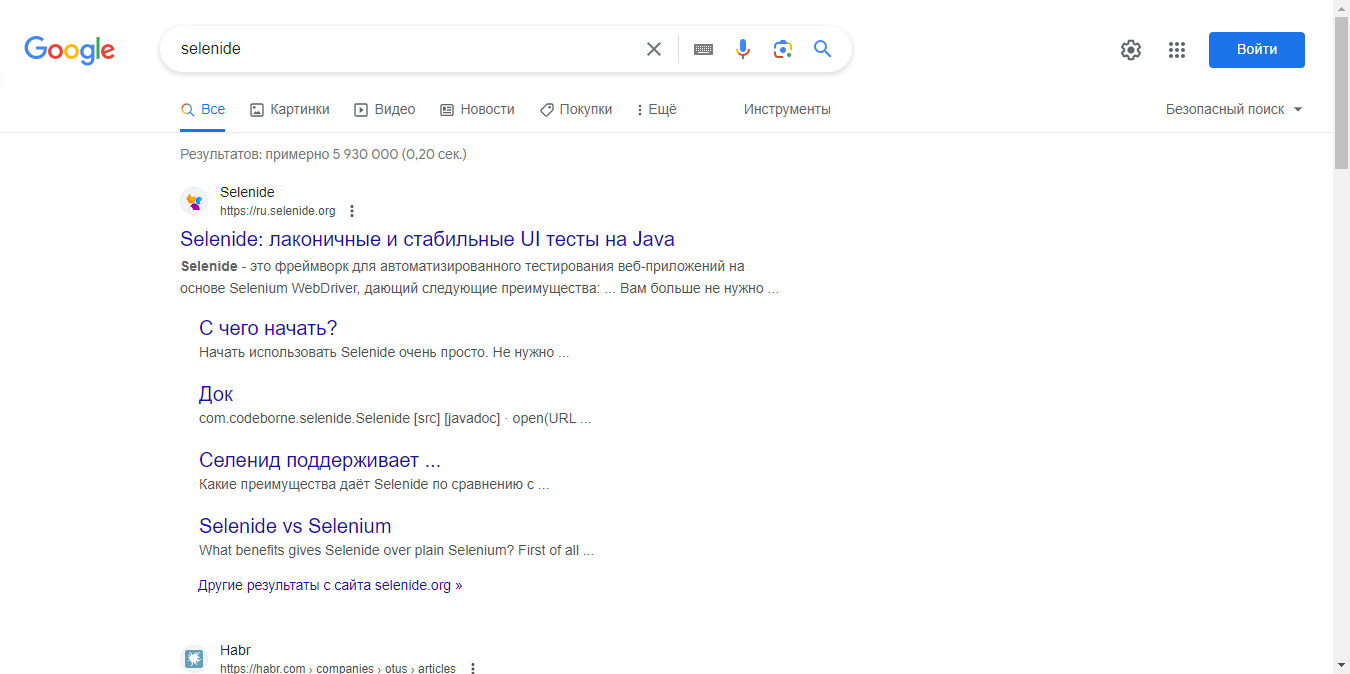 Google
selenide
Войти
Все Картинки Видео Новости Покупки Ещё Инструменты Безопасный поиск
Результатов: примерно 5 930 000 (0,20 сек.)
Selenide
https://ru.selenide.org
Selenide: лаконичные и стабильные UI тесты на Java
Selenide - это фреймворк для автоматизированного тестирования веб-приложений на
основе Selenium WebDriver, дающий следующие преимущества: ... Вам больше не нужно ...
С чего начать?
Начать использовать Selenide очень просто. Не нужно ...
Док
com.codeborne.selenide.Selenide [src] [javadoc] · open(URL ...
Селенид поддерживает ...
Какие преимущества даёт Selenide по сравнению с ...
Selenide vs Selenium
What benefits gives Selenide over plain Selenium? First of all ...
Другие результаты с сайта selenide.org »
Habr
https://habr.com › companies › otus › articles